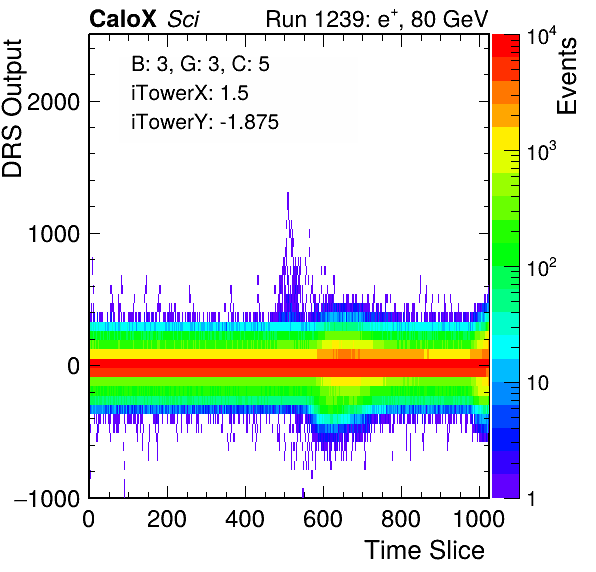 CaloX Sci Run 1239: e⁺, 80 GeV
B: 3, G: 3, C: 5
iTowerX: 1.5
iTowerY: -1.875
DRS Output
2000
1000
0
−1000
0 200 400 600 800 1000
Time Slice
Events
10⁴
10³
10²
10
1